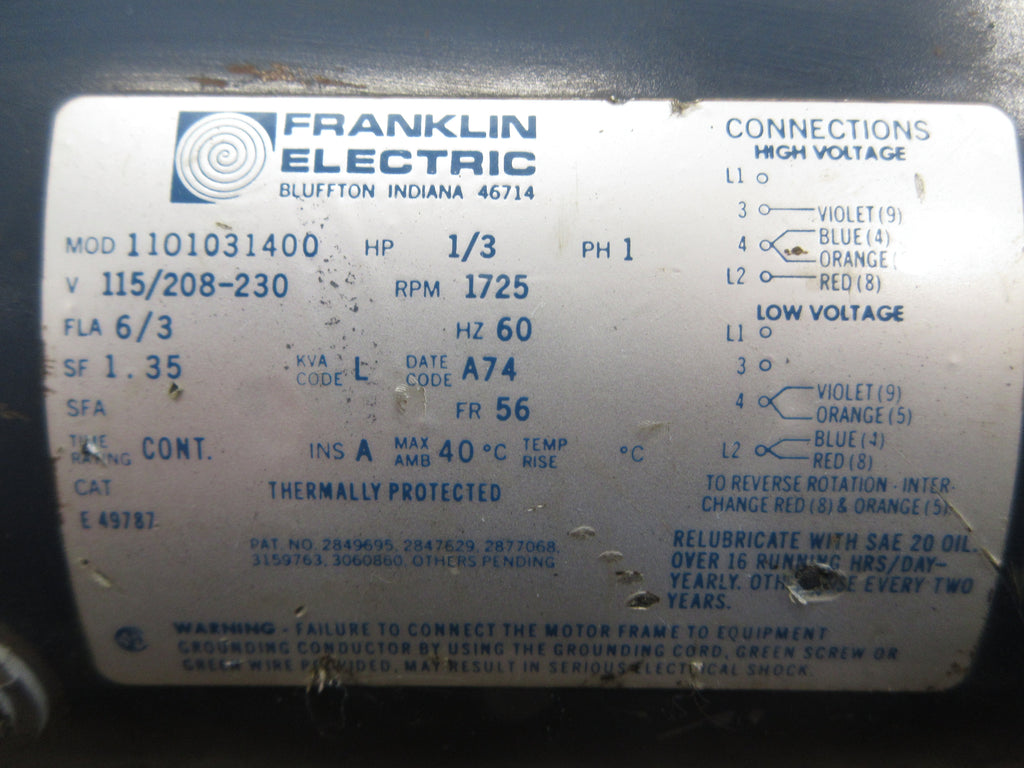 FRANKLIN
ELECTRIC
BLUFFTON INDIANA 46714
MOD 1101031400 HP 1/3 PH 1
V 115/208-230 RPM 1725
FLA 6/3 HZ 60
SF 1.35 KVA CODE L DATE CODE A74
SFA FR 56
TIME RATING CONT. INS A MAX AMB 40 °C TEMP RISE °C
CAT THERMALLY PROTECTED
E 49787
PAT. NO. 2849695, 2847629, 2877068,
3159763, 3060860, OTHERS PENDING
CONNECTIONS
HIGH VOLTAGE
L1
3 VIOLET (9)
4 BLUE (4)
ORANGE (
L2 RED (8)
LOW VOLTAGE
L1
3
4 VIOLET (9)
ORANGE (5)
L2 BLUE (4)
RED (8)
TO REVERSE ROTATION - INTER-
CHANGE RED (8) & ORANGE (5).
RELUBRICATE WITH SAE 20 OIL.
OVER 16 RUNNING HRS/DAY-
YEARLY. EVERY TWO
YEARS.
WARNING - FAILURE TO CONNECT THE MOTOR FRAME TO EQUIPMENT
GROUNDING CONDUCTOR BY USING THE GROUNDING CORD, GREEN SCREW OR
GREEN WIRE PROVIDED, MAY RESULT IN SERIOUS ELECTRICAL SHOCK.